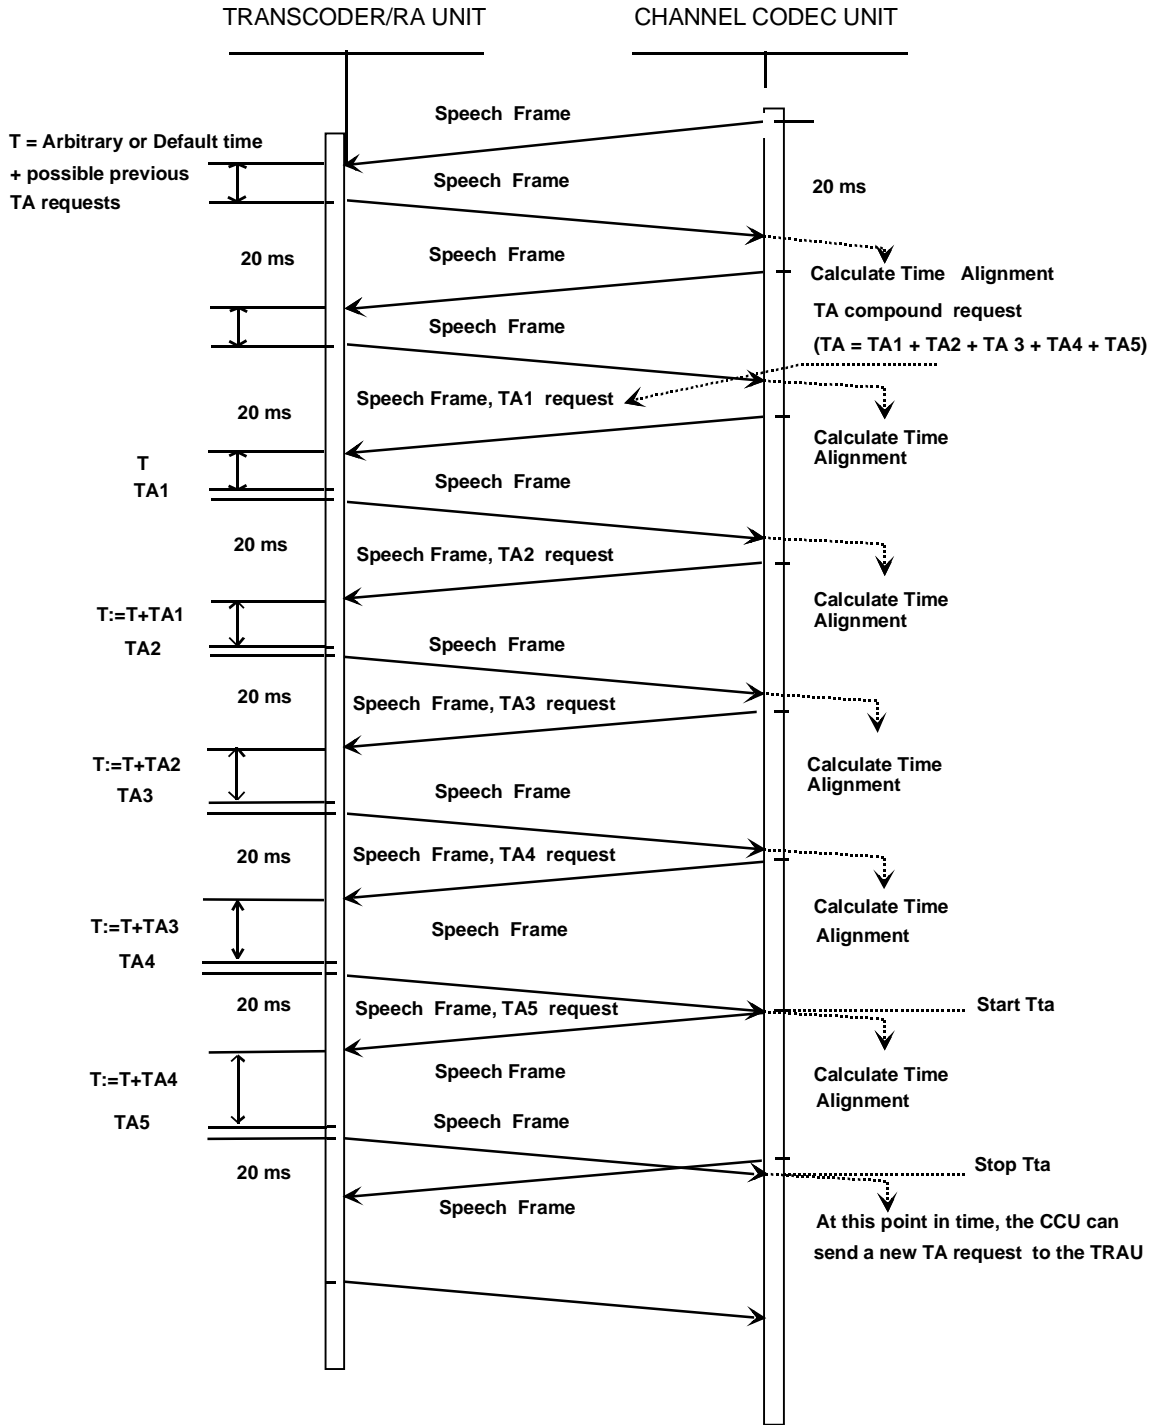 TRANSCODER/RA UNIT
CHANNEL CODEC UNIT
Speech Frame
T = Arbitrary or Default time
+ possible previous
TA requests
Speech Frame
20 ms
20 ms
Speech Frame
Calculate Time Alignment
TA compound request
(TA = TA1 + TA2 + TA 3 + TA4 + TA5)
Speech Frame
Speech Frame, TA1 request
20 ms
Calculate Time
Alignment
T
TA1
Speech Frame
20 ms
Speech Frame, TA2 request
Calculate Time
Alignment
T:=T+TA1
TA2
Speech Frame
20 ms
Speech Frame, TA3 request
T:=T+TA2
TA3
Calculate Time
Alignment
Speech Frame
20 ms
Speech Frame, TA4 request
Calculate Time
Alignment
T:=T+TA3
TA4
Speech Frame
20 ms
Speech Frame, TA5 request
Start Tta
T:=T+TA4
TA5
Speech Frame
Calculate Time
Alignment
Speech Frame
20 ms
Stop Tta
Speech Frame
At this point in time, the CCU can
send a new TA request to the TRAU